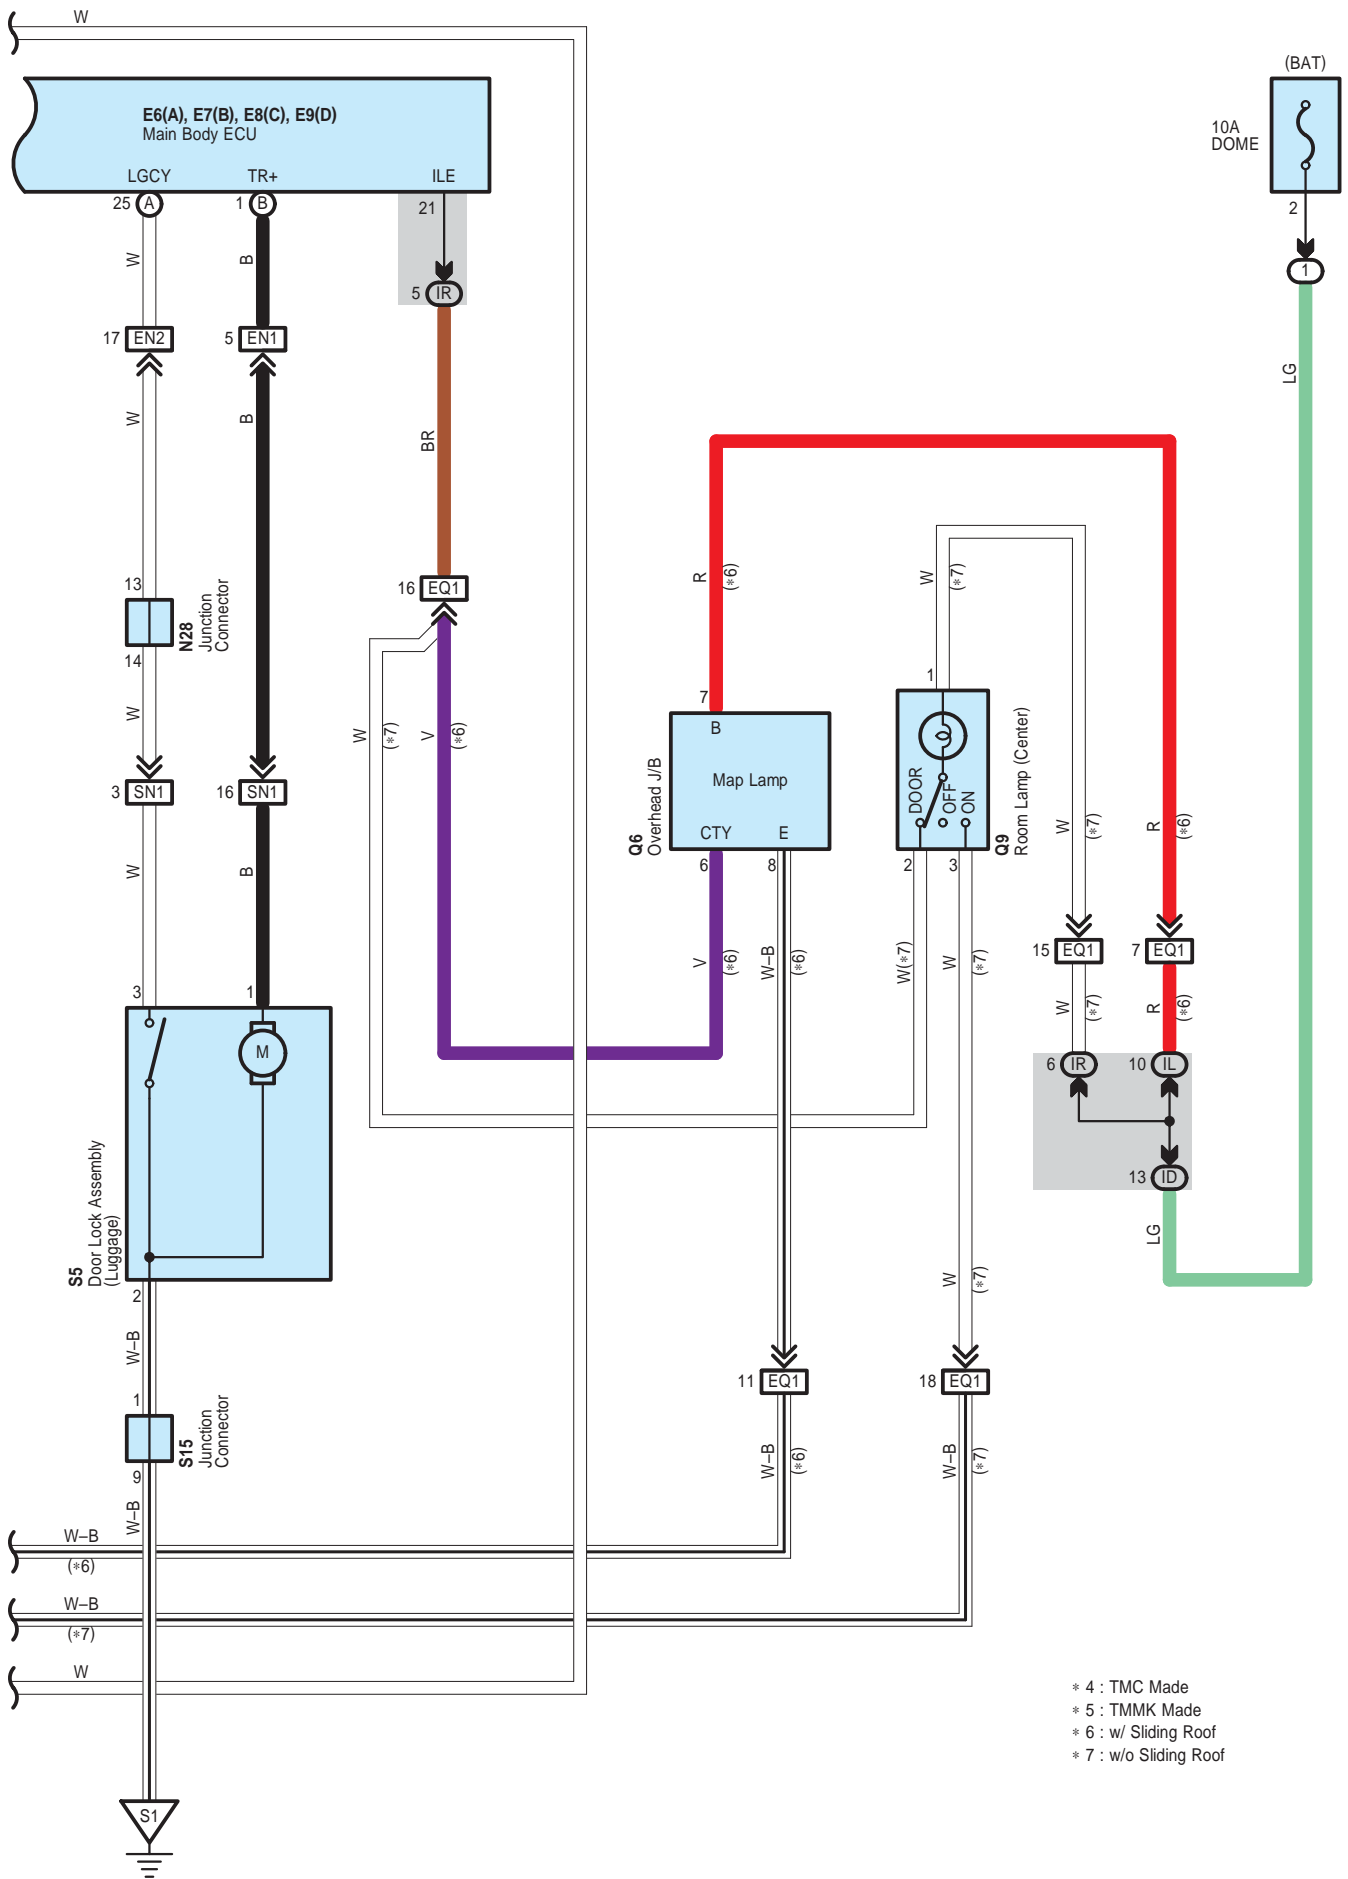 W
(BAT)
10A
DOME
2
1
LG
E6(A), E7(B), E8(C), E9(D)
Main Body ECU
LGCY
TR+
ILE
25
A
1
B
21
W
B
5
IR
17
EN2
5
EN1
W
B
BR
R
(*6)
W
(*7)
16
EQ1
13
14
N28
Junction
Connector
W
W
(*7)
V
(*6)
7
B
Map Lamp
CTY
E
Q6
Overhead J/B
6
8
1
DOOR
OFF
ON
Q9
Room Lamp (Center)
2
3
3
SN1
16
SN1
W
B
W
(*7)
R
(*6)
V
(*6)
W–B
(*6)
W(*7)
W
(*7)
15
EQ1
7
EQ1
W
(*7)
R
(*6)
6
IR
10
IL
13
ID
LG
3
1
M
S5
Door Lock Assembly
(Luggage)
2
W–B
W
(*7)
1
S15
Junction
Connector
9
W–B
11
EQ1
18
EQ1
W–B
(*6)
W–B
(*7)
W–B
(*6)
W–B
(*7)
W
* 4 : TMC Made
* 5 : TMMK Made
* 6 : w/ Sliding Roof
* 7 : w/o Sliding Roof
S1